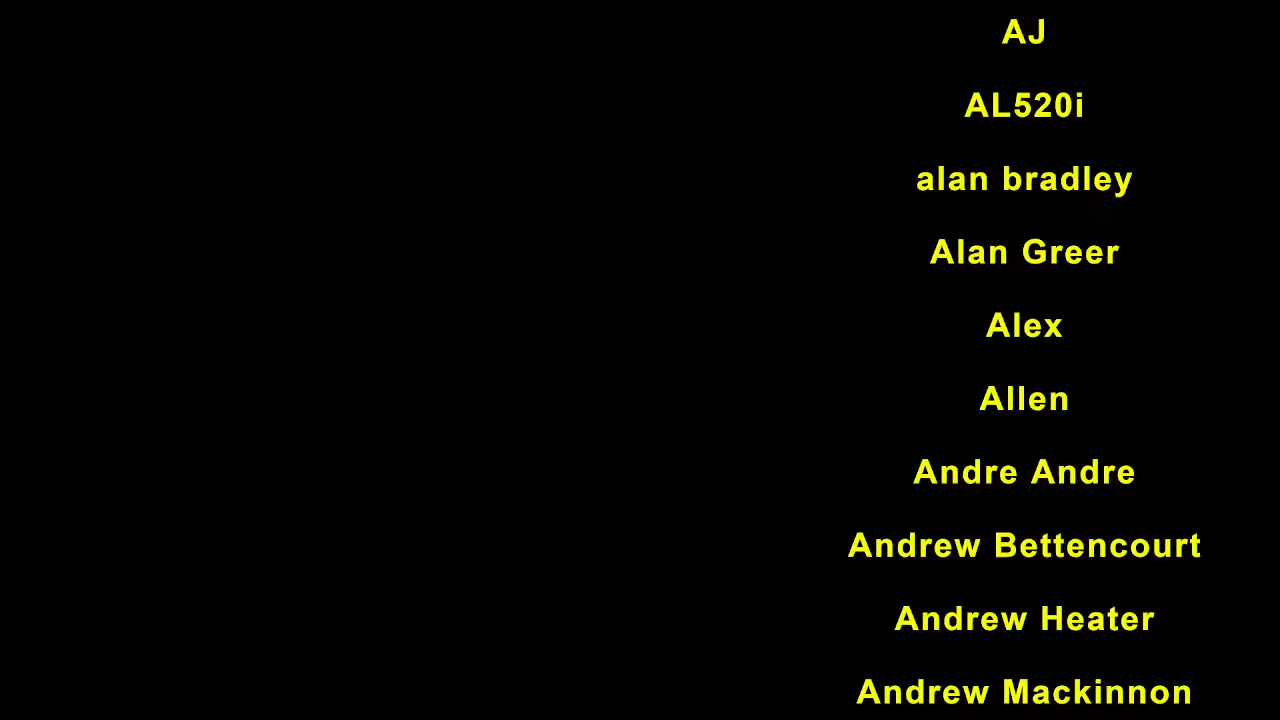 AJ
AL520i
alan bradley
Alan Greer
Alex
Allen
Andre Andre
Andrew Bettencourt
Andrew Heater
Andrew Mackinnon